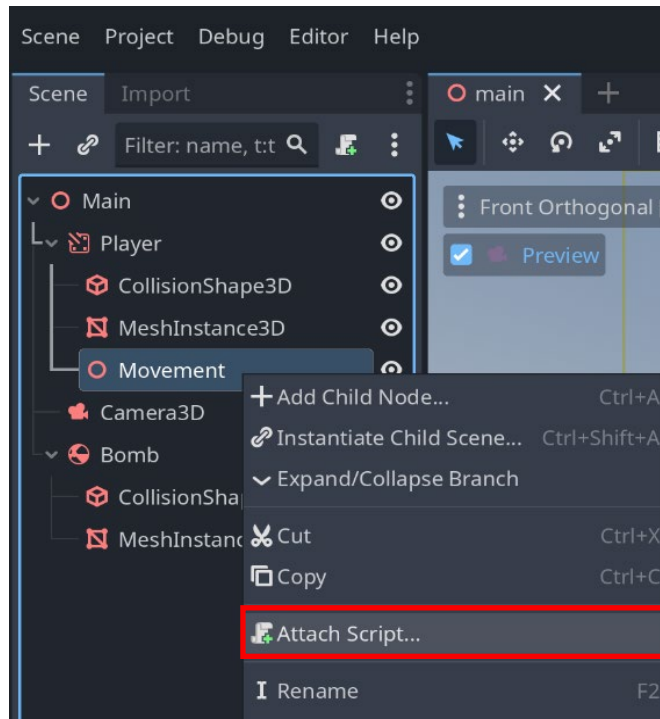 Scene Project Debug Editor Help
Scene Import
main
Filter: name, t:t
Main
Front Orthogonal
Player
Preview
CollisionShape3D
MeshInstance3D
Movement
Add Child Node... Ctrl+A
Camera3D
Instantiate Child Scene... Ctrl+Shift+A
Bomb
Expand/Collapse Branch
CollisionSha
MeshInstanc
Cut Ctrl+X
Copy Ctrl+C
Attach Script...
Rename F2